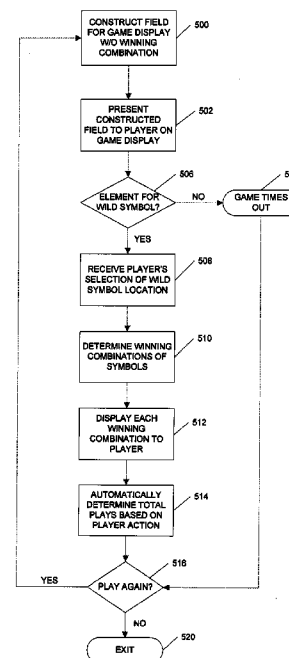 CONSTRUCT FIELD
FOR GAME DISPLAY
W/O WINNING
COMBINATION
500
PRESENT
CONSTRUCTED
FIELD TO PLAYER ON
GAME DISPLAY
502
506
ELEMENT FOR
WILD SYMBOL?
NO
GAME TIMES
OUT
YES
RECEIVE PLAYER'S
SELECTION OF WILD
SYMBOL LOCATION
508
DETERMINE WINNING
COMBINATIONS OF
SYMBOLS
510
DISPLAY EACH
WINNING
COMBINATION TO
PLAYER
512
AUTOMATICALLY
DETERMINE TOTAL
PLAYS BASED ON
PLAYER ACTION
514
516
YES
PLAY AGAIN?
NO
EXIT
520